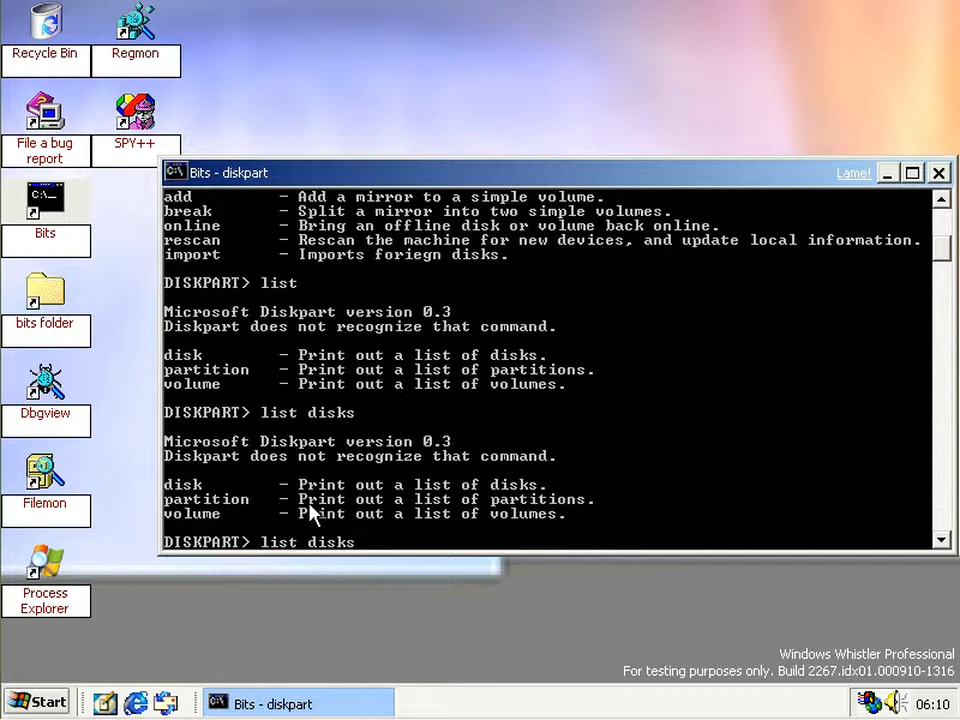 Recycle Bin
Regmon
File a bug
report
SPY++
Bits
bits folder
Dbgview
Filemon
Process
Explorer
Bits - diskpart
Lame!
add - Add a mirror to a simple volume.
break - Split a mirror into two simple volumes.
online - Bring an offline disk or volume back online.
rescan - Rescan the machine for new devices, and update local information.
import - Imports foriegn disks.
DISKPART> list
Microsoft Diskpart version 0.3
Diskpart does not recognize that command.
disk - Print out a list of disks.
partition - Print out a list of partitions.
volume - Print out a list of volumes.
DISKPART> list disks
Microsoft Diskpart version 0.3
Diskpart does not recognize that command.
disk - Print out a list of disks.
partition - Print out a list of partitions.
volume - Print out a list of volumes.
DISKPART> list disks
Windows Whistler Professional
For testing purposes only. Build 2267.idx01.000910-1316
Start
Bits - diskpart
06:10